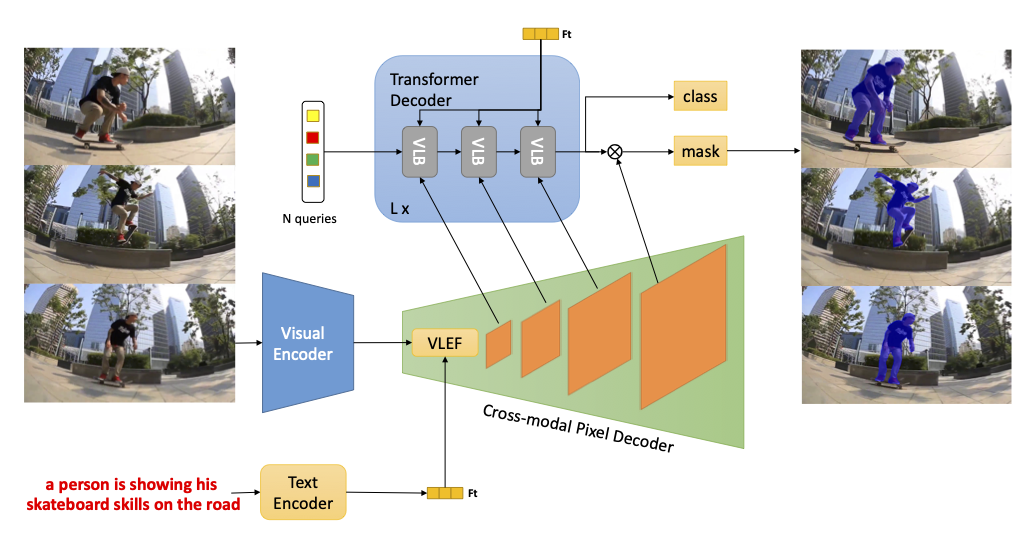 Ft
Transformer
Decoder
VLB
VLB
VLB
L x
class
mask
N queries
Visual
Encoder
VLEF
Cross-modal Pixel Decoder
a person is showing his
skateboard skills on the road
Text
Encoder
Ft